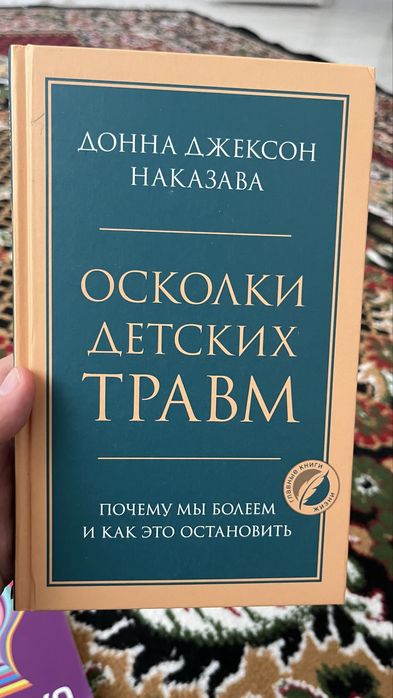 ДОННА ДЖЕКСОН
НАКАЗАВА
ОСКОЛКИ
ДЕТСКИХ
ТРАВМ
ГЛАВНЫЕ КНИГИ
ЖИЗНИ
ПОЧЕМУ МЫ БОЛЕЕМ
И КАК ЭТО ОСТАНОВИТЬ